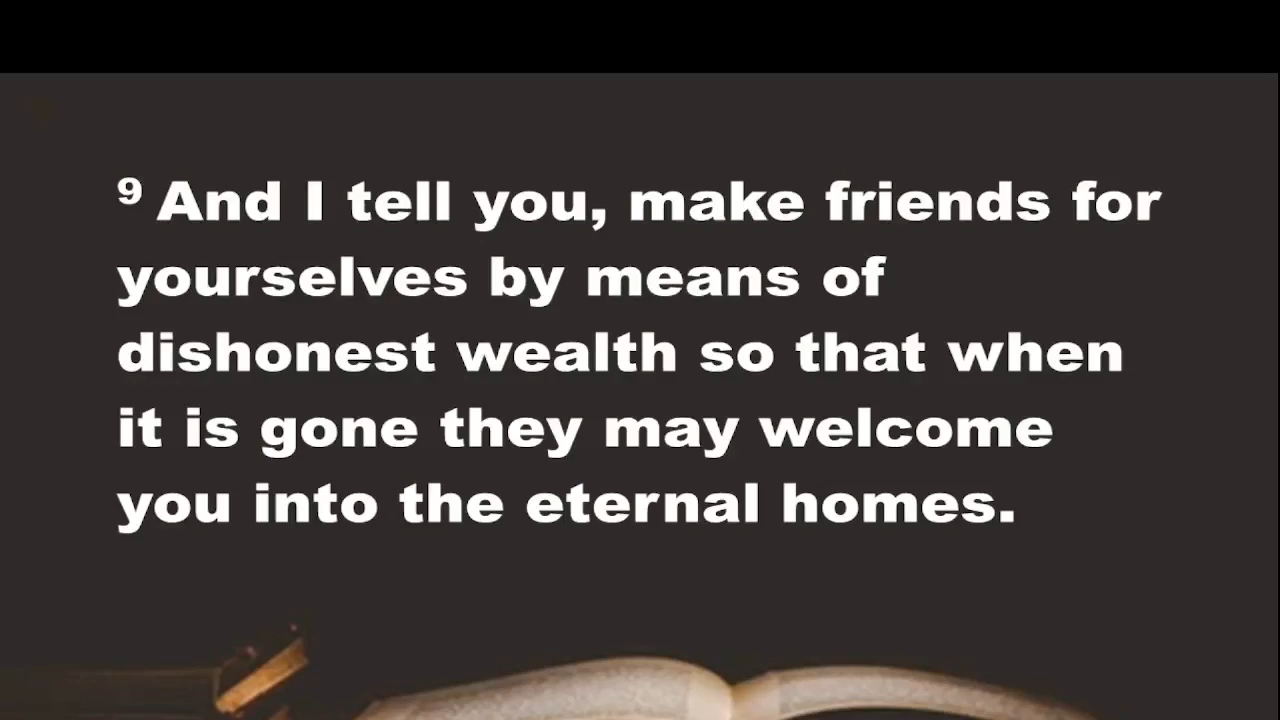 ⁹ And I tell you, make friends for
yourselves by means of
dishonest wealth so that when
it is gone they may welcome
you into the eternal homes.